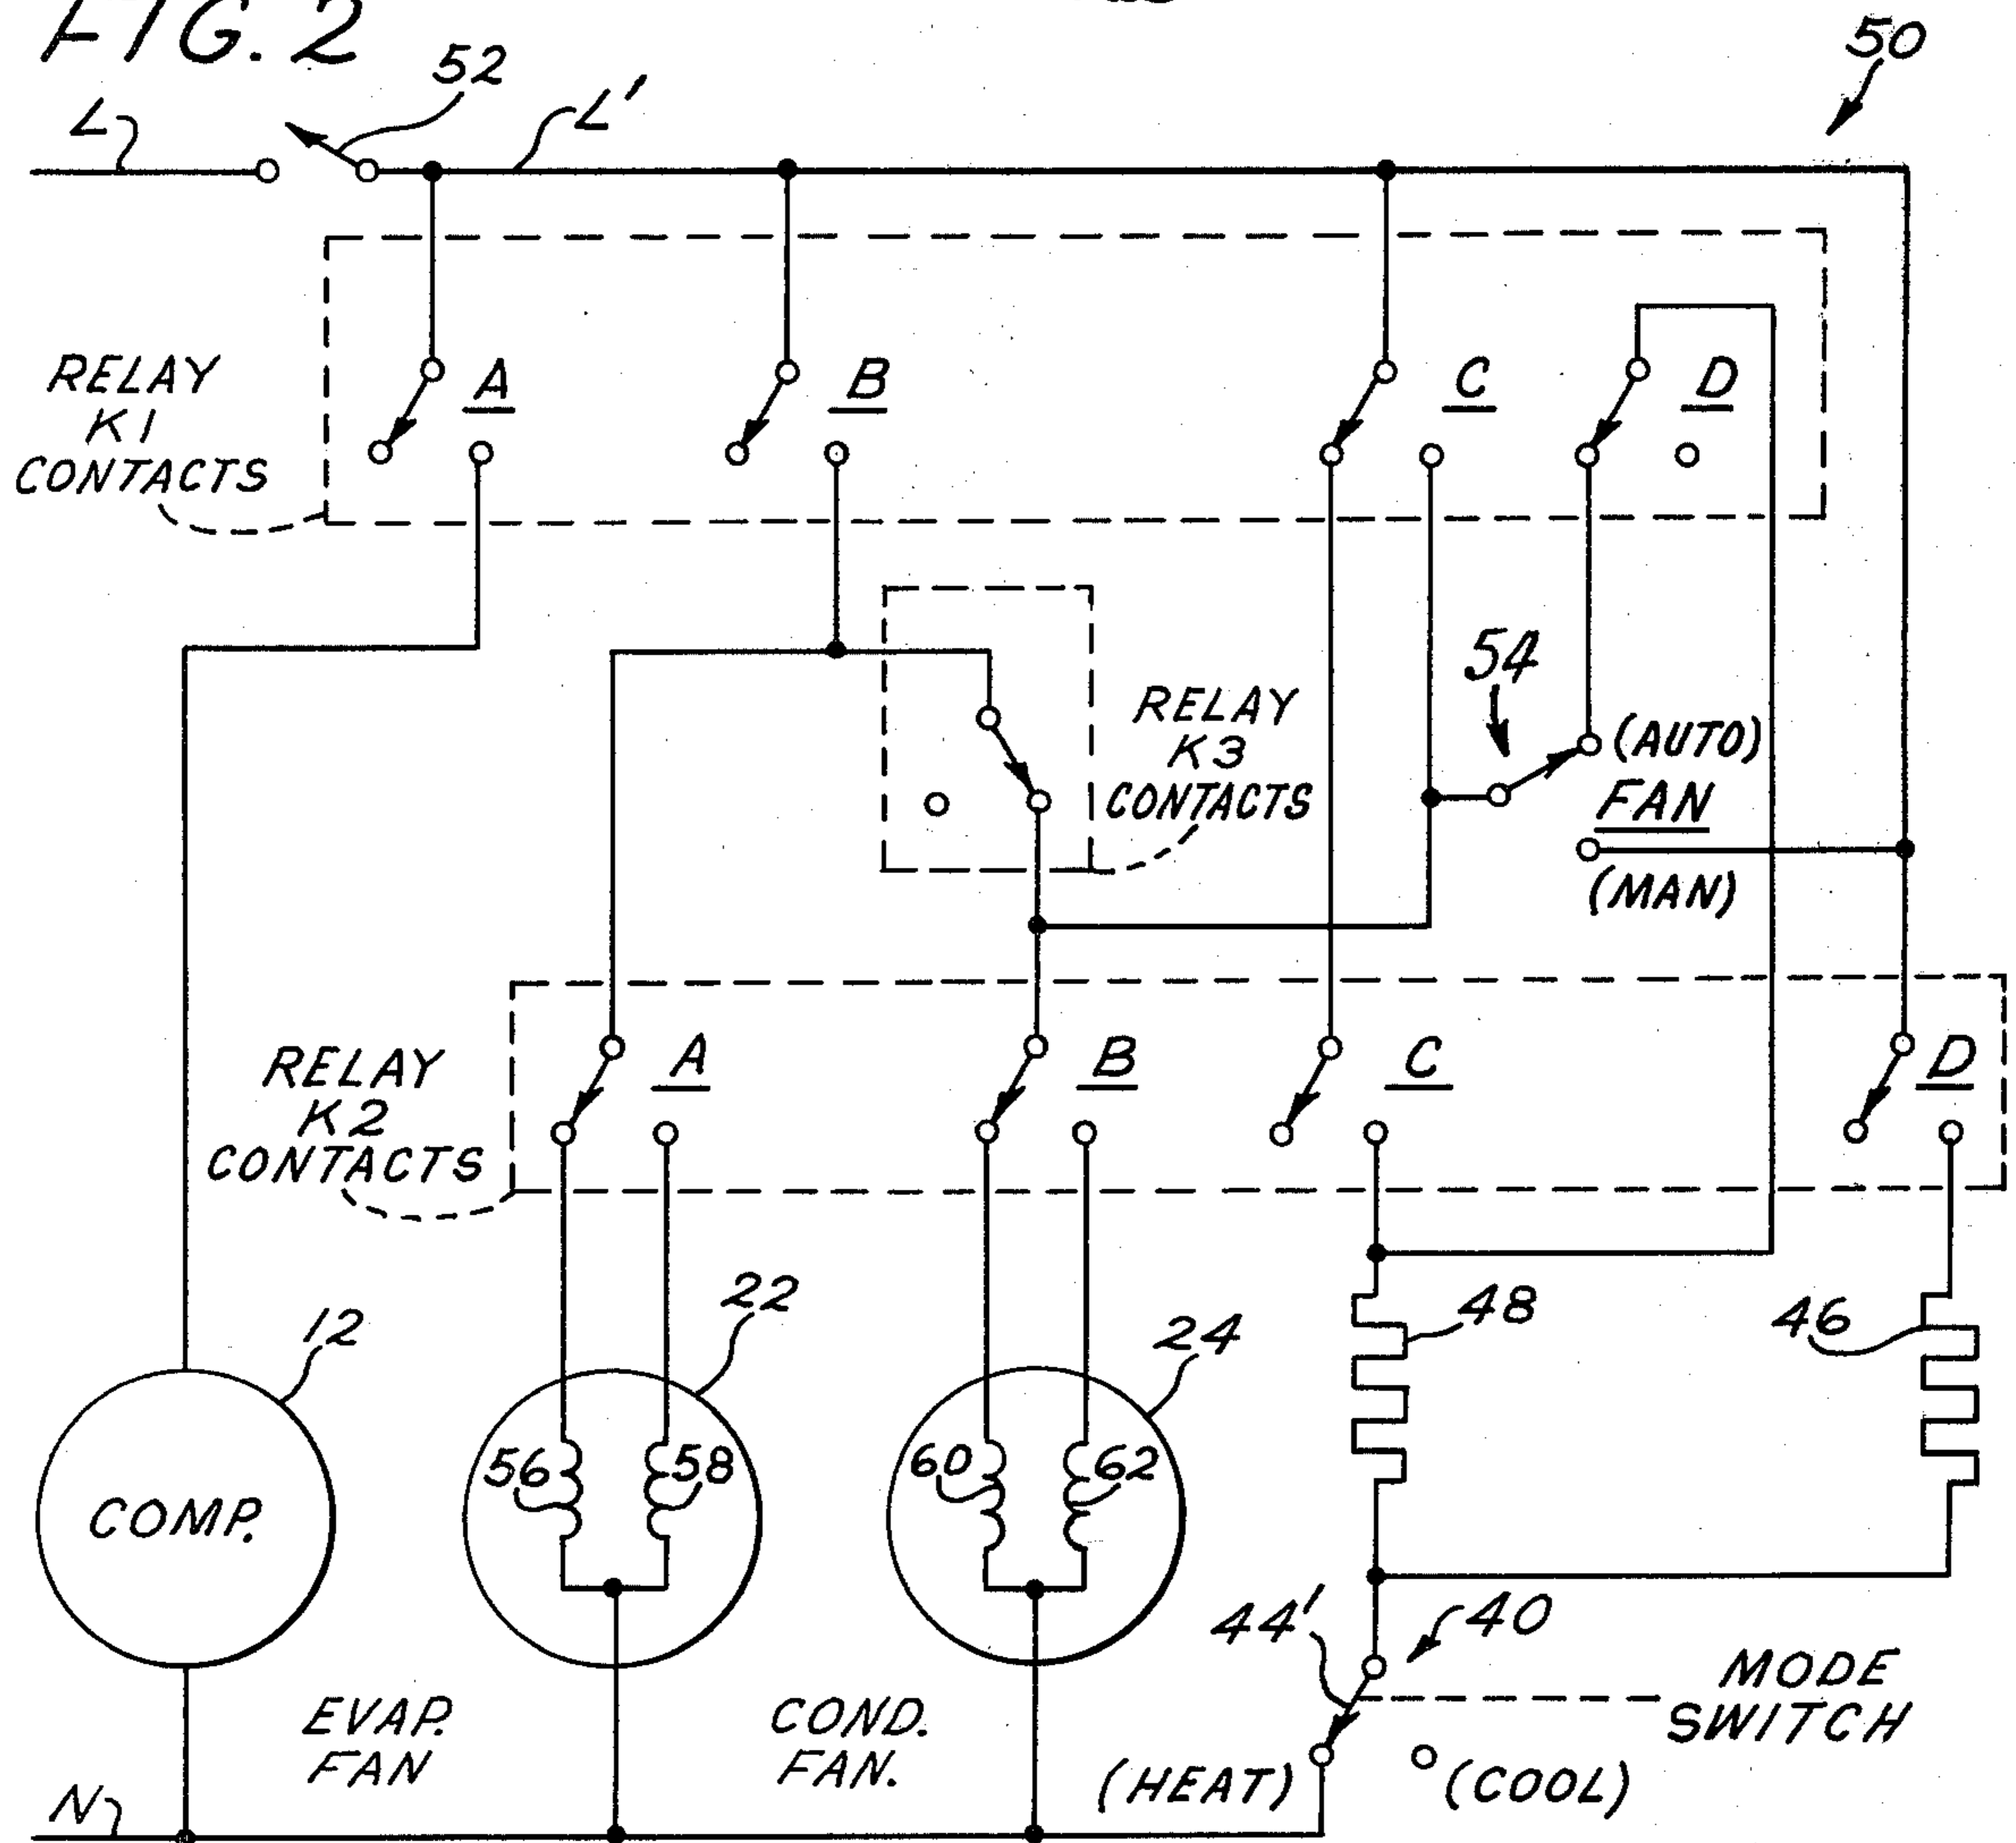 FIG. 2
52
50
L
L'
RELAY
K1
CONTACTS
A
B
C
D
54
RELAY
K3
CONTACTS
(AUTO)
FAN
(MAN)
RELAY
K2
CONTACTS
A
B
C
D
12
22
24
48
46
COMP.
56
58
60
62
44'
40
MODE
SWITCH
EVAP.
FAN
COND.
FAN.
(HEAT)
(COOL)
N